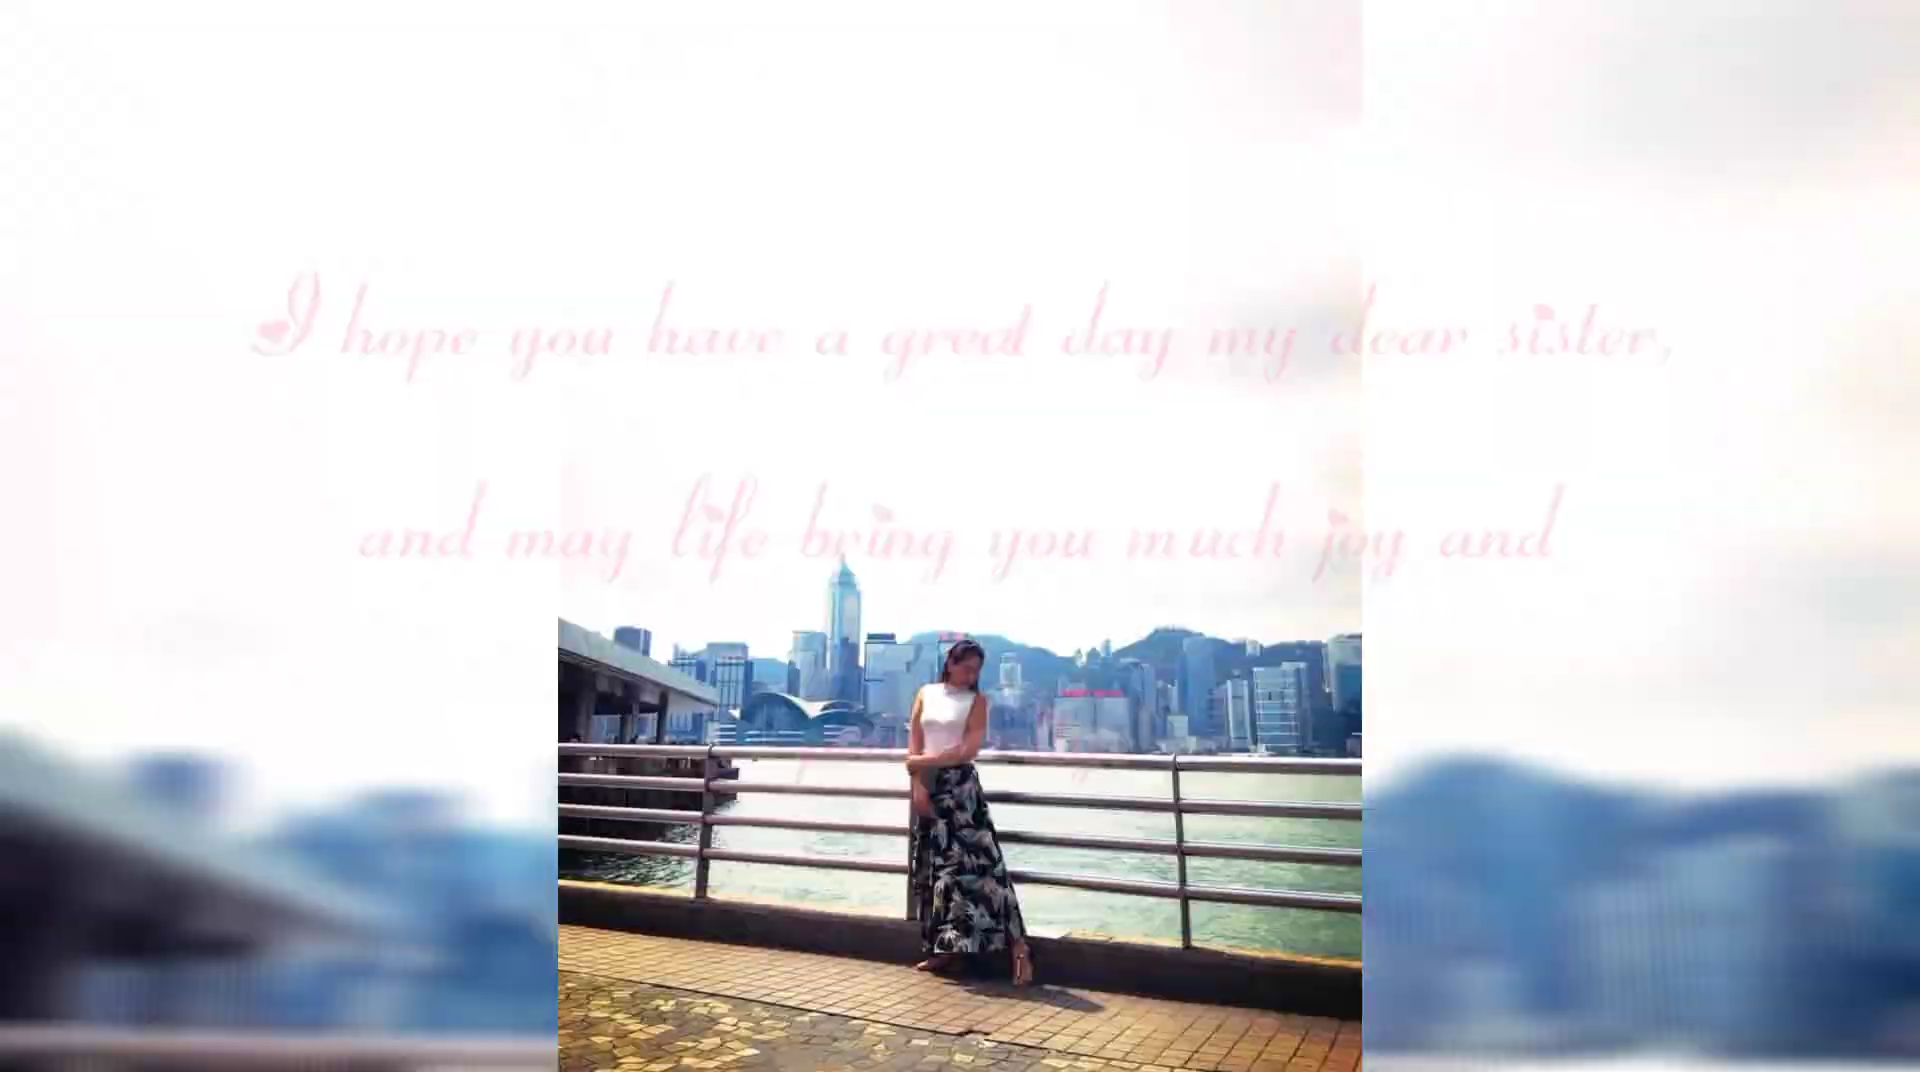 I hope you have a great day my dear sister,
and may life bring you much joy and